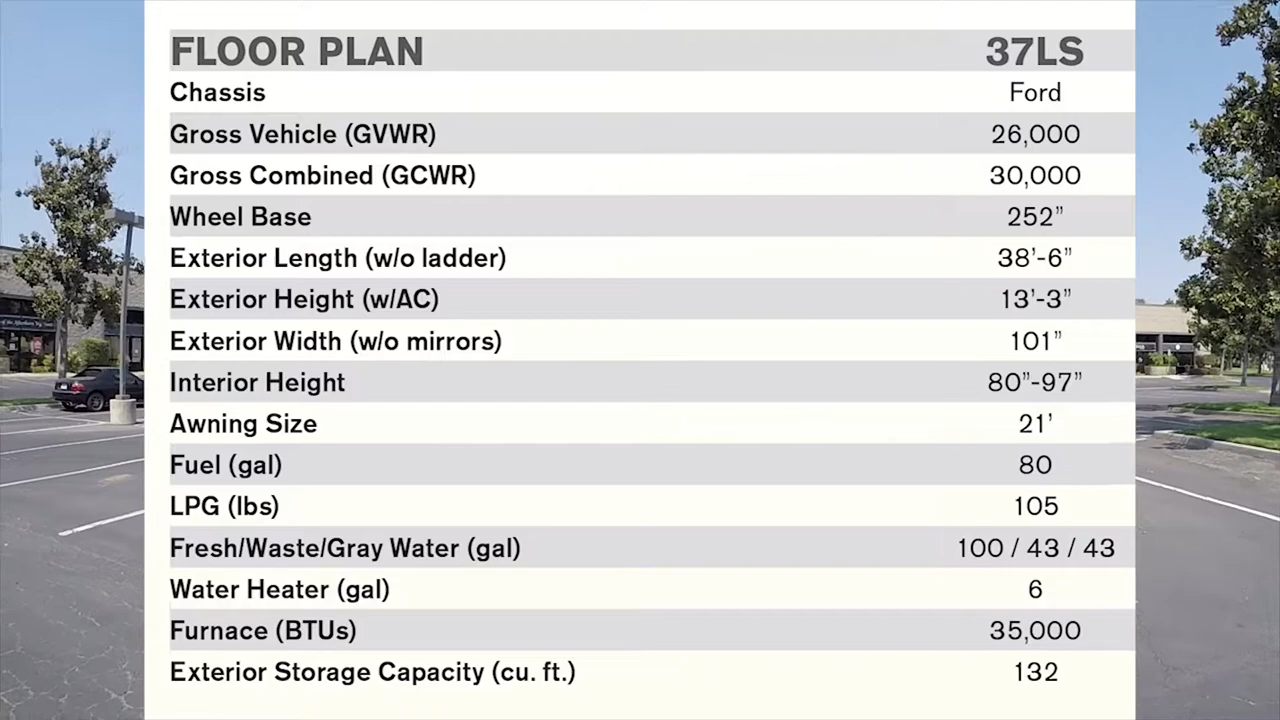 FLOOR PLAN 37LS
Chassis Ford
Gross Vehicle (GVWR) 26,000
Gross Combined (GCWR) 30,000
Wheel Base 252”
Exterior Length (w/o ladder) 38’-6”
Exterior Height (w/AC) 13’-3”
Exterior Width (w/o mirrors) 101”
Interior Height 80”-97”
Awning Size 21’
Fuel (gal) 80
LPG (lbs) 105
Fresh/Waste/Gray Water (gal) 100 / 43 / 43
Water Heater (gal) 6
Furnace (BTUs) 35,000
Exterior Storage Capacity (cu. ft.) 132